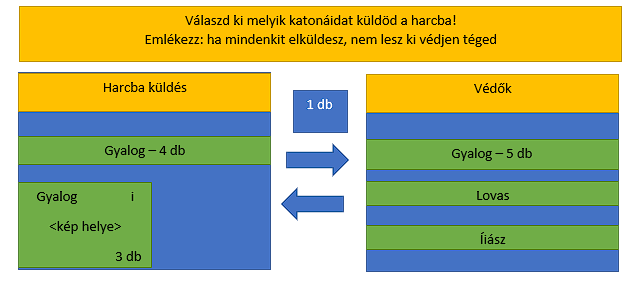 Válaszd ki melyik katonáidat küldöd a harcba!
Emlékezz: ha mindenkit elküldesz, nem lesz ki védjen téged
Harcba küldés
1 db
Védők
Gyalog – 4 db
Gyalog – 5 db
Gyalog i
<kép helye>
3 db
Lovas
Íiász